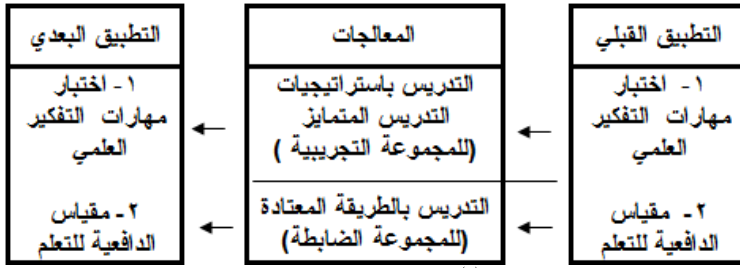 التطبيق القبلي
١- اختبار
مهارات التفكير
العلمي
٢- مقياس
الدافعية للتعلم
المعالجات
التدريس باستراتيجيات
التدريس المتمايز
(للمجموعة التجريبية )
التدريس بالطريقة المعتادة
(للمجموعة الضابطة)
التطبيق البعدي
١- اختبار
مهارات التفكير
العلمي
٢- مقياس
الدافعية للتعلم